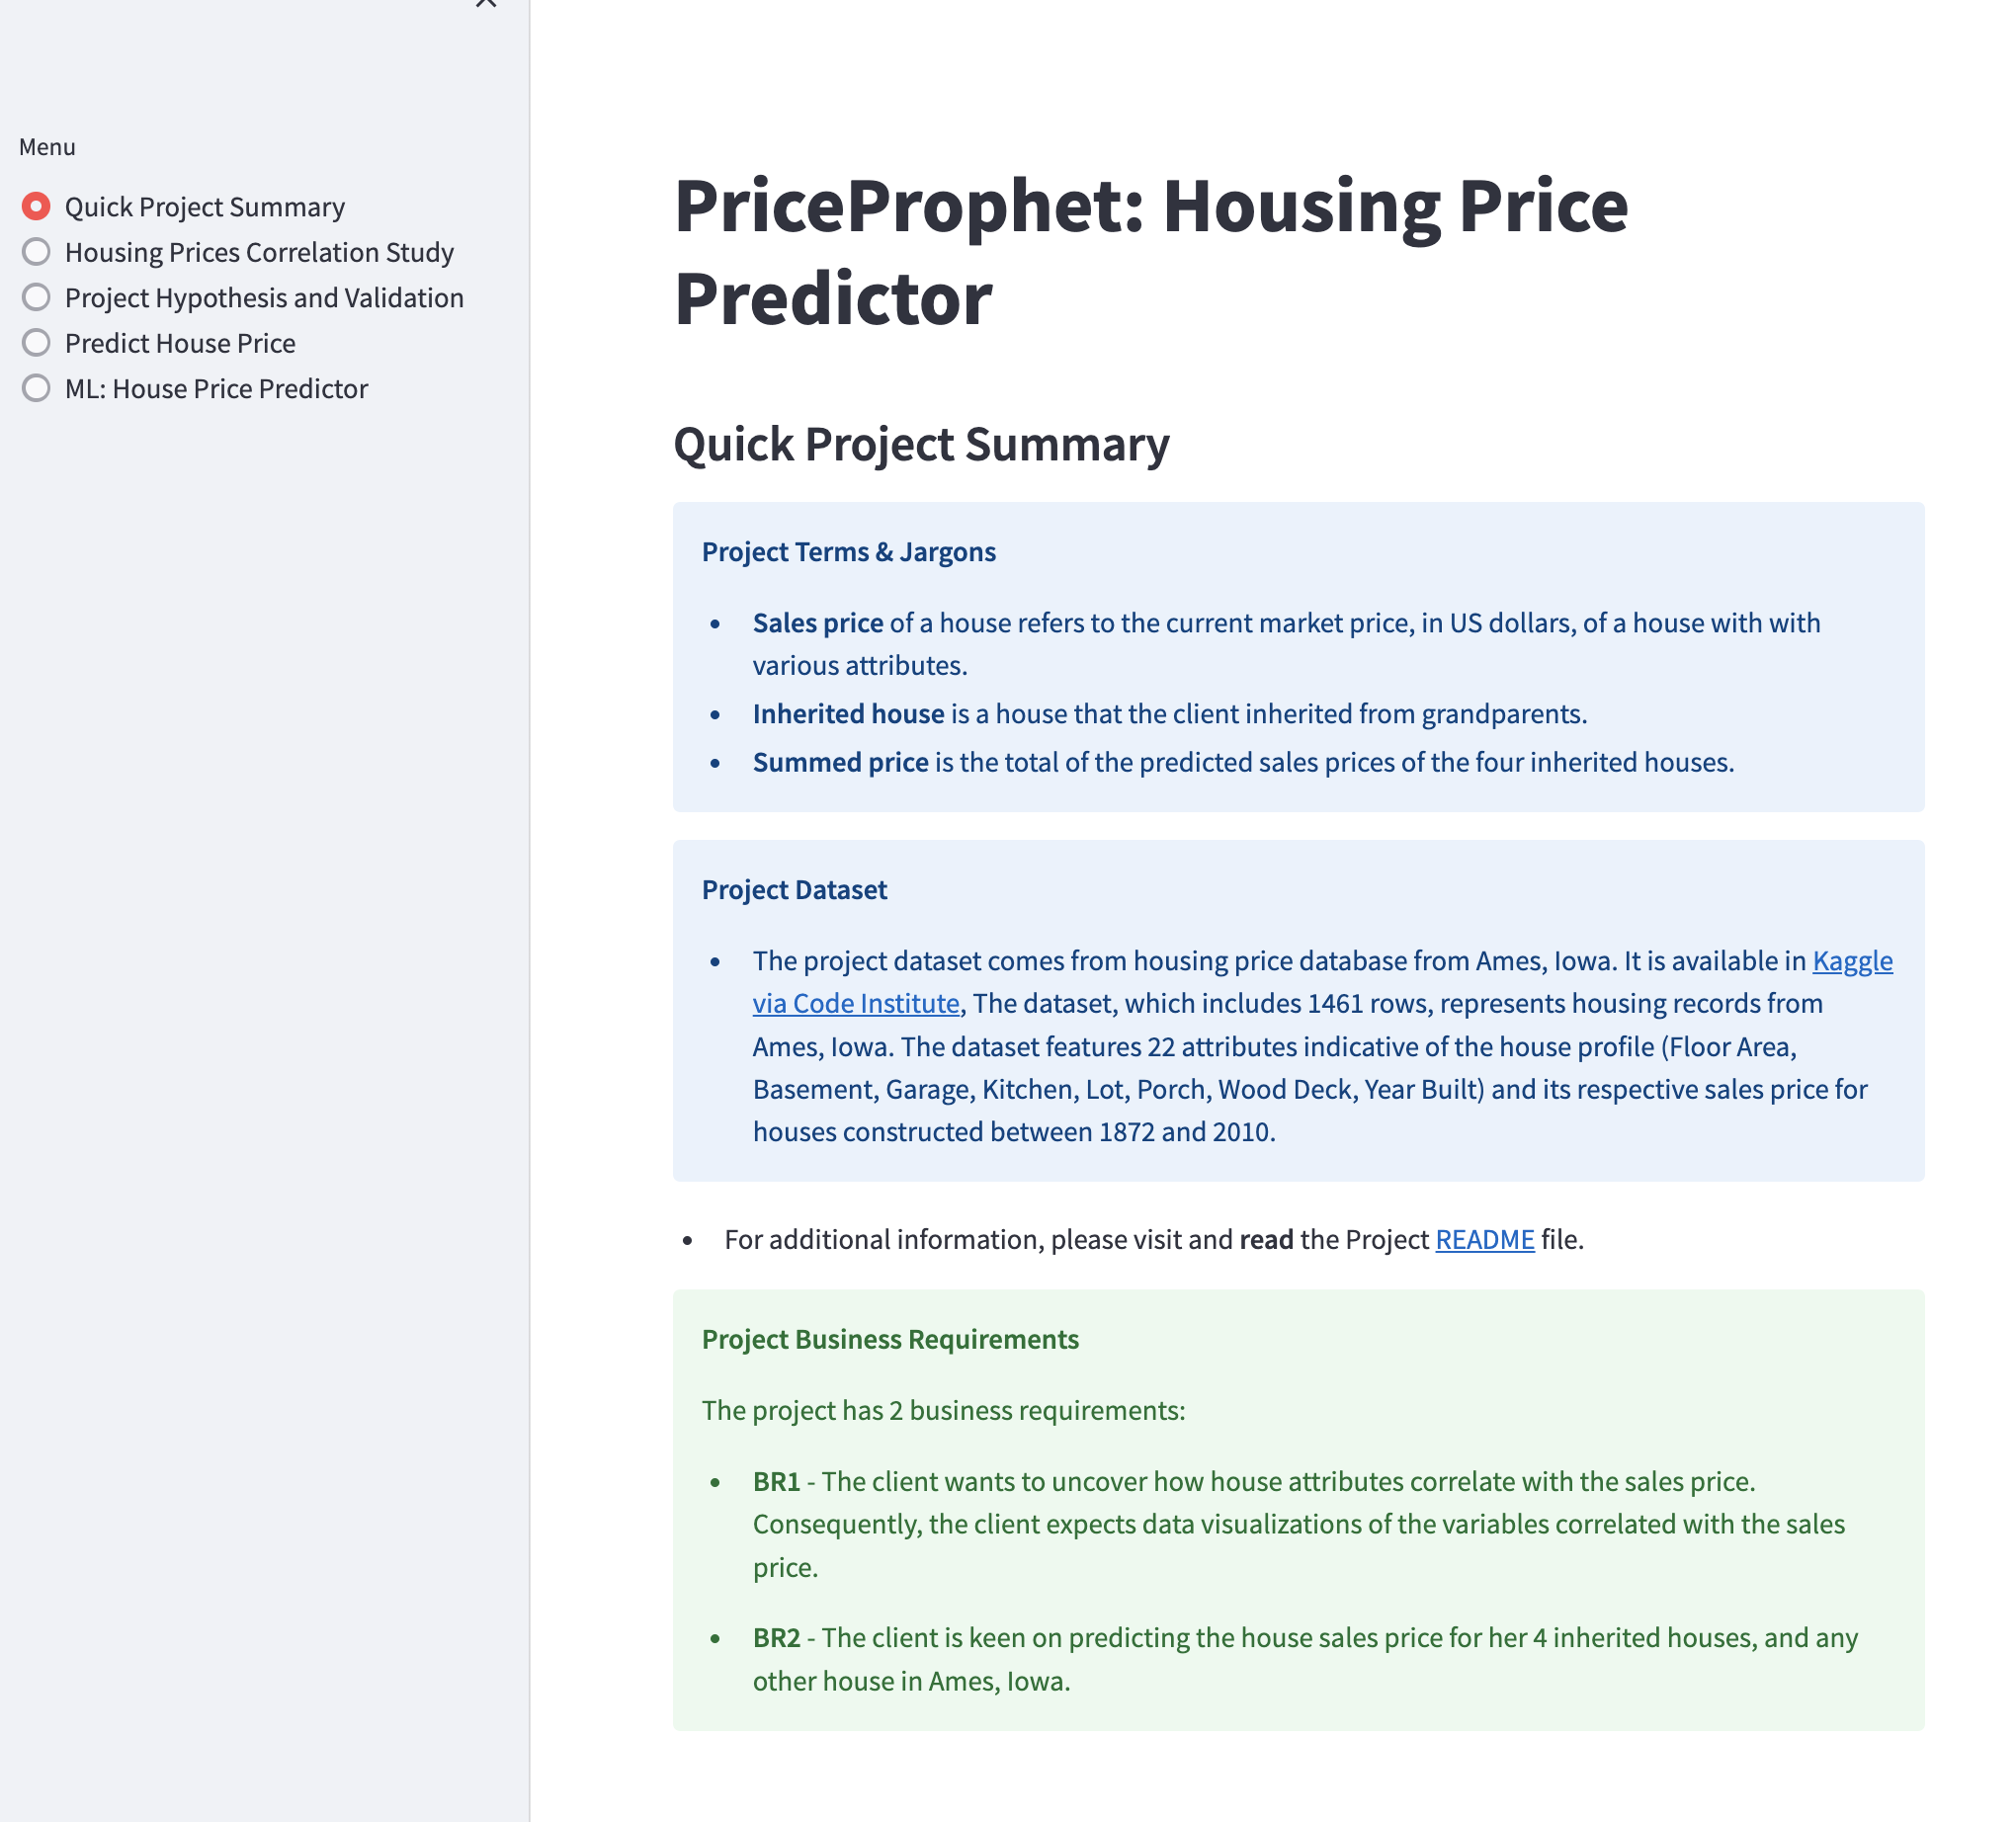 Menu
Quick Project Summary
Housing Prices Correlation Study
Project Hypothesis and Validation
Predict House Price
ML: House Price Predictor
PriceProphet: Housing Price
Predictor
Quick Project Summary
Project Terms & Jargons
• Sales price of a house refers to the current market price, in US dollars, of a house with with
various attributes.
• Inherited house is a house that the client inherited from grandparents.
• Summed price is the total of the predicted sales prices of the four inherited houses.
Project Dataset
• The project dataset comes from housing price database from Ames, Iowa. It is available in Kaggle
via Code Institute, The dataset, which includes 1461 rows, represents housing records from
Ames, Iowa. The dataset features 22 attributes indicative of the house profile (Floor Area,
Basement, Garage, Kitchen, Lot, Porch, Wood Deck, Year Built) and its respective sales price for
houses constructed between 1872 and 2010.
• For additional information, please visit and read the Project README file.
Project Business Requirements
The project has 2 business requirements:
• BR1 - The client wants to uncover how house attributes correlate with the sales price.
Consequently, the client expects data visualizations of the variables correlated with the sales
price.
• BR2 - The client is keen on predicting the house sales price for her 4 inherited houses, and any
other house in Ames, Iowa.